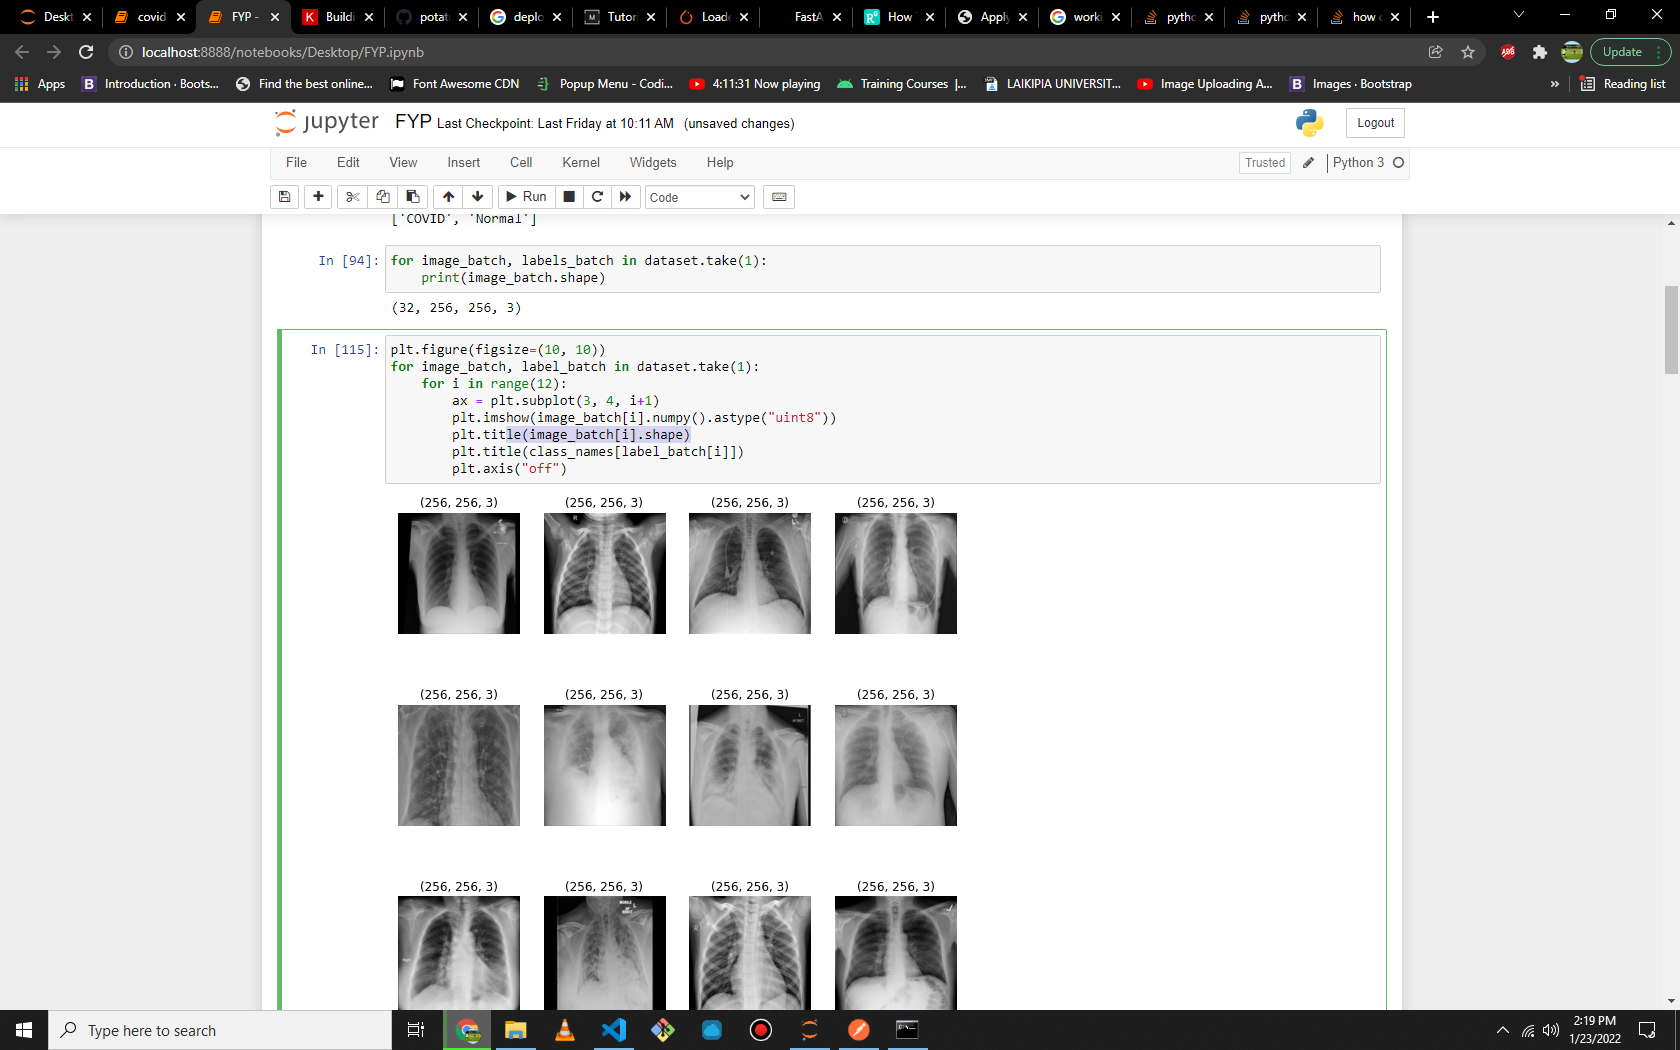 Deskt
covid
FYP -
Buildi
potat
deplo
Tutori
Loade
FastA
How
Apply
worki
pytho
pytho
how
localhost:8888/notebooks/Desktop/FYP.ipynb
Update
Apps
Introduction · Boots...
Find the best online...
Font Awesome CDN
Popup Menu - Codi...
4:11:31 Now playing
Training Courses |...
LAIKIPIA UNIVERSIT...
Image Uploading A...
Images · Bootstrap
»
Reading list
jupyter FYP Last Checkpoint: Last Friday at 10:11 AM (unsaved changes)
Logout
File Edit View Insert Cell Kernel Widgets Help
Trusted
Python 3
Run
Code
['COVID', 'Normal']
In [94]: for image_batch, labels_batch in dataset.take(1):
print(image_batch.shape)
(32, 256, 256, 3)
In [115]: plt.figure(figsize=(10, 10))
for image_batch, label_batch in dataset.take(1):
for i in range(12):
ax = plt.subplot(3, 4, i+1)
plt.imshow(image_batch[i].numpy().astype("uint8"))
plt.title(image_batch[i].shape)
plt.title(class_names[label_batch[i]])
plt.axis("off")
(256, 256, 3) (256, 256, 3) (256, 256, 3) (256, 256, 3)
R
(256, 256, 3) (256, 256, 3) (256, 256, 3) (256, 256, 3)
(256, 256, 3) (256, 256, 3) (256, 256, 3) (256, 256, 3)
R
Type here to search
2:19 PM
1/23/2022